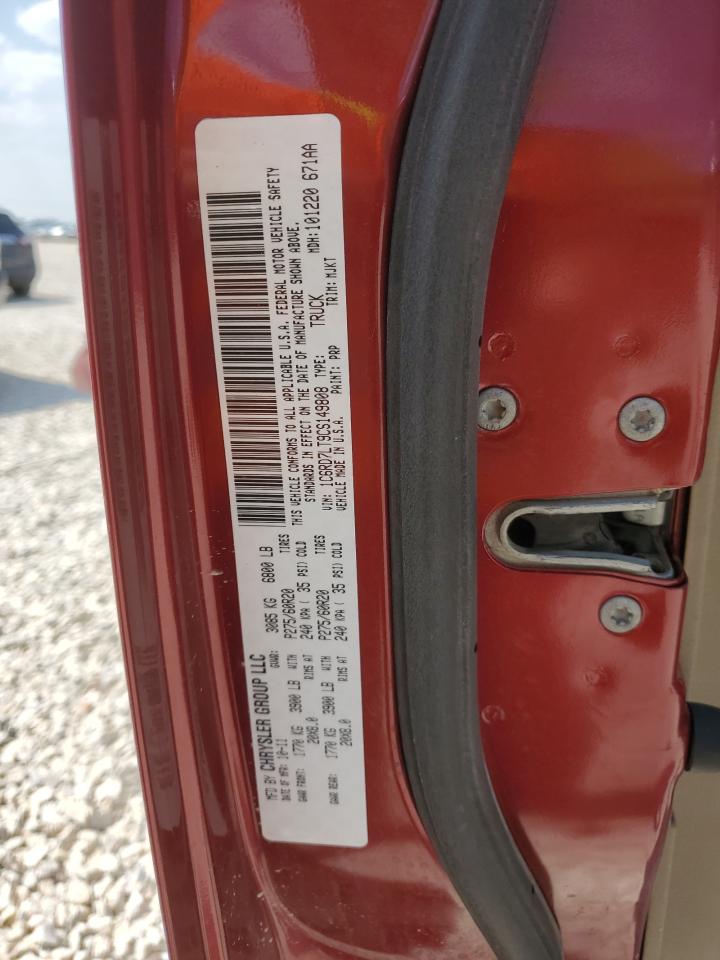 MFD BY CHRYSLER GROUP LLC
DATE OF MFR: 10-11 GVWR: 3085 KG 6800 LB
GAWR FRONT: 1770 KG 3900 LB WITH P275/60R20 TIRES
20X8.0 RIMS AT 240 KPA ( 35 PSI) COLD
GAWR REAR: 1770 KG 3900 LB WITH P275/60R20 TIRES
20X8.0 RIMS AT 240 KPA ( 35 PSI) COLD
THIS VEHICLE CONFORMS TO ALL APPLICABLE U.S.A. FEDERAL MOTOR VEHICLE SAFETY
STANDARDS IN EFFECT ON THE DATE OF MANUFACTURE SHOWN ABOVE.
VIN: 1C6RD7LT9CS149808 TYPE: TRUCK MDH:101220 671AA
VEHICLE MADE IN U.S.A. PAINT: PRP TRIM: MJKT